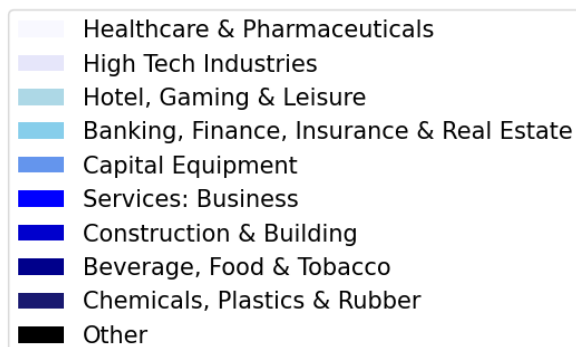 Healthcare & Pharmaceuticals
High Tech Industries
Hotel, Gaming & Leisure
Banking, Finance, Insurance & Real Estate
Capital Equipment
Services: Business
Construction & Building
Beverage, Food & Tobacco
Chemicals, Plastics & Rubber
Other